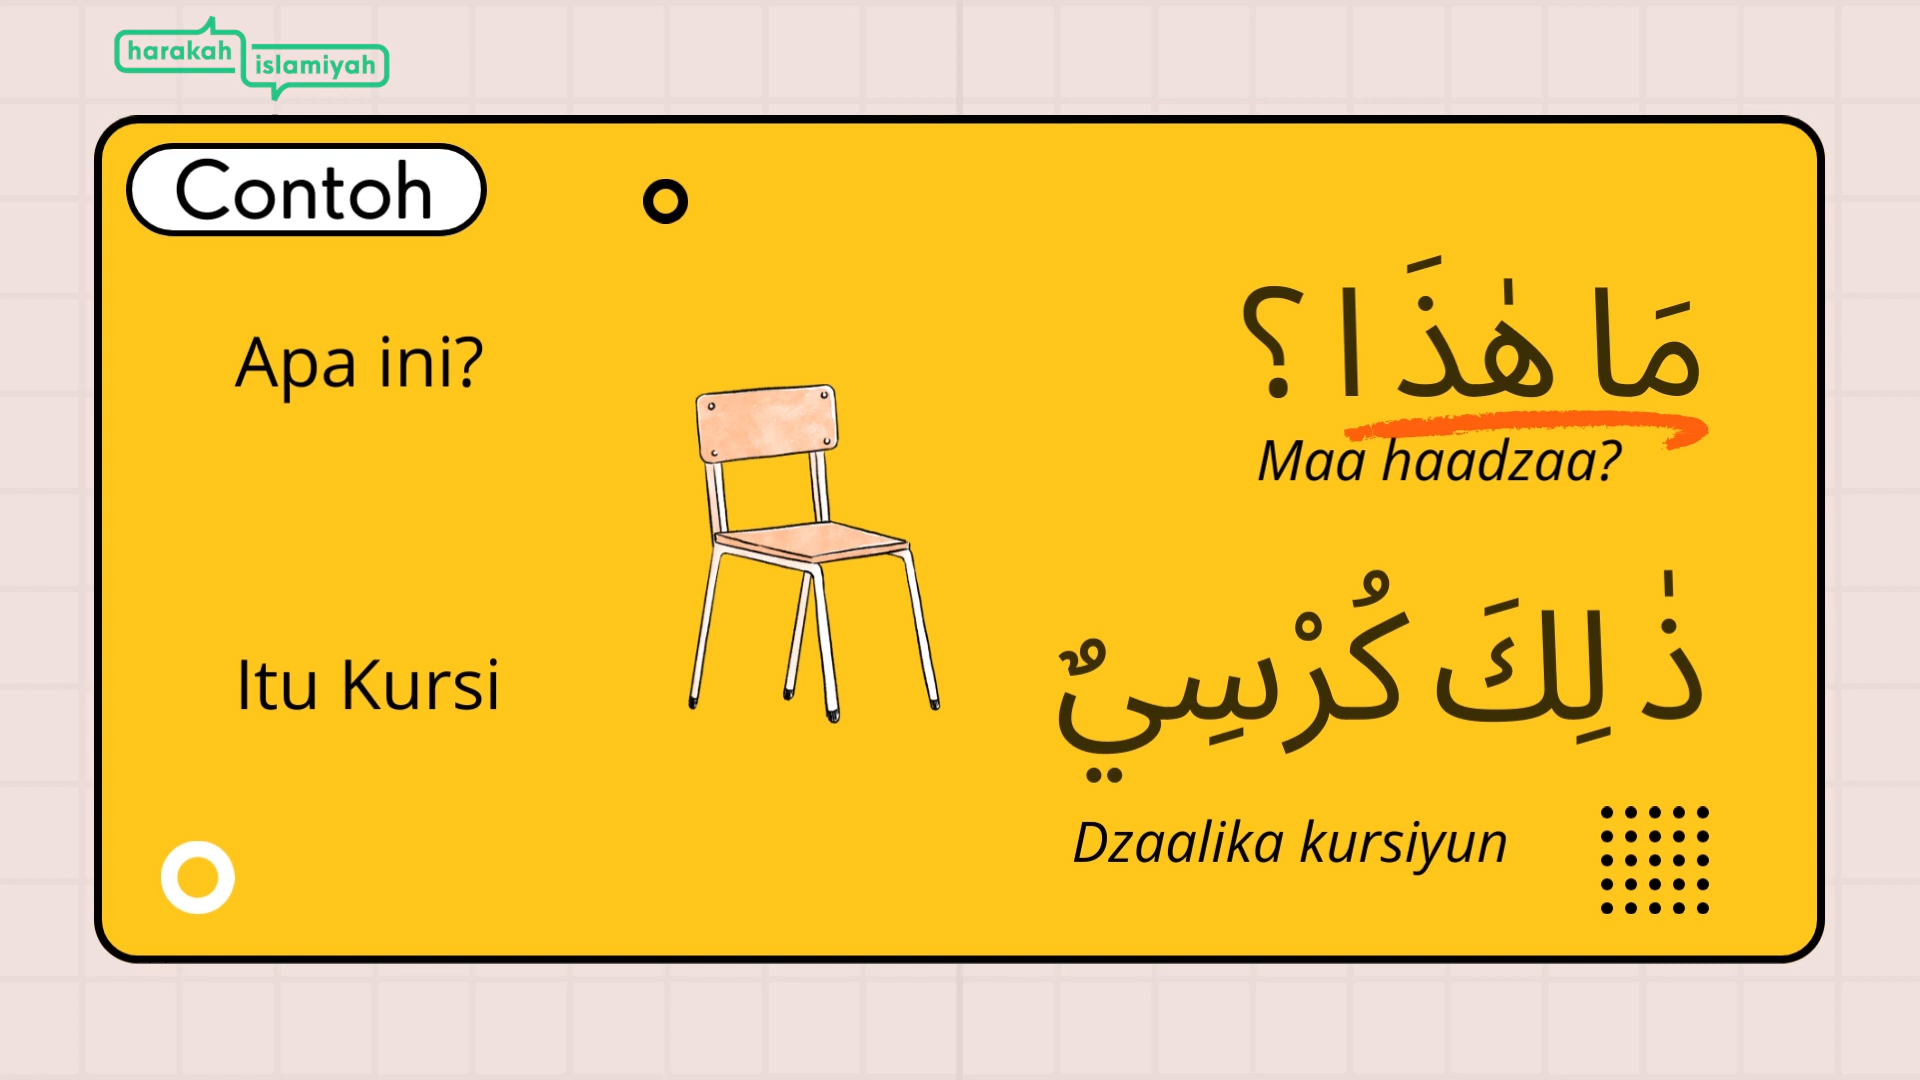 harakah
islamiyah
Contoh
Apa ini?
مَا هٰذَا ؟
Maa haadzaa?
Itu Kursi
ذٰ لِكَ كُرْسِيٌّ
Dzaalika kursiyun